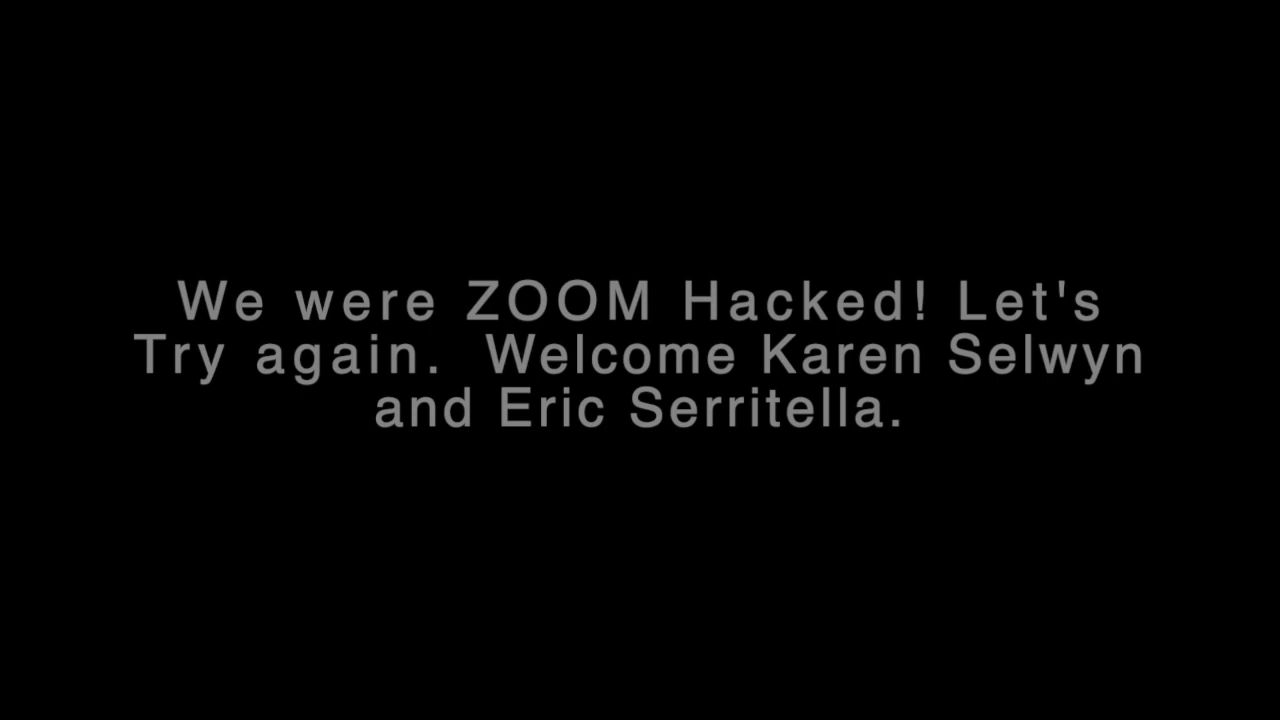 We were ZOOM Hacked! Let's
Try again.  Welcome Karen Selwyn
and Eric Serritella.